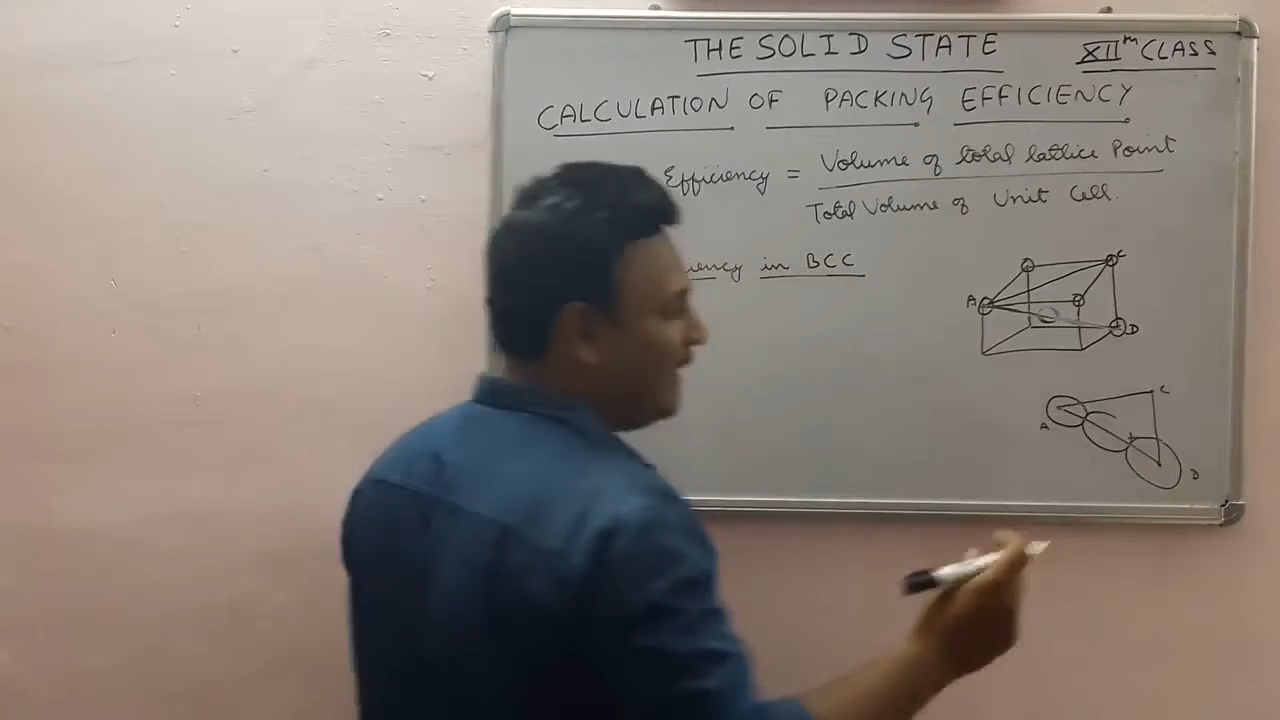 THE SOLID STATE
XIIth CLASS
CALCULATION OF PACKING EFFICIENCY
Efficiency = Volume of total lattice Point
Total Volume of Unit Cell.
iency in BCC
A
C
D
A
C
D